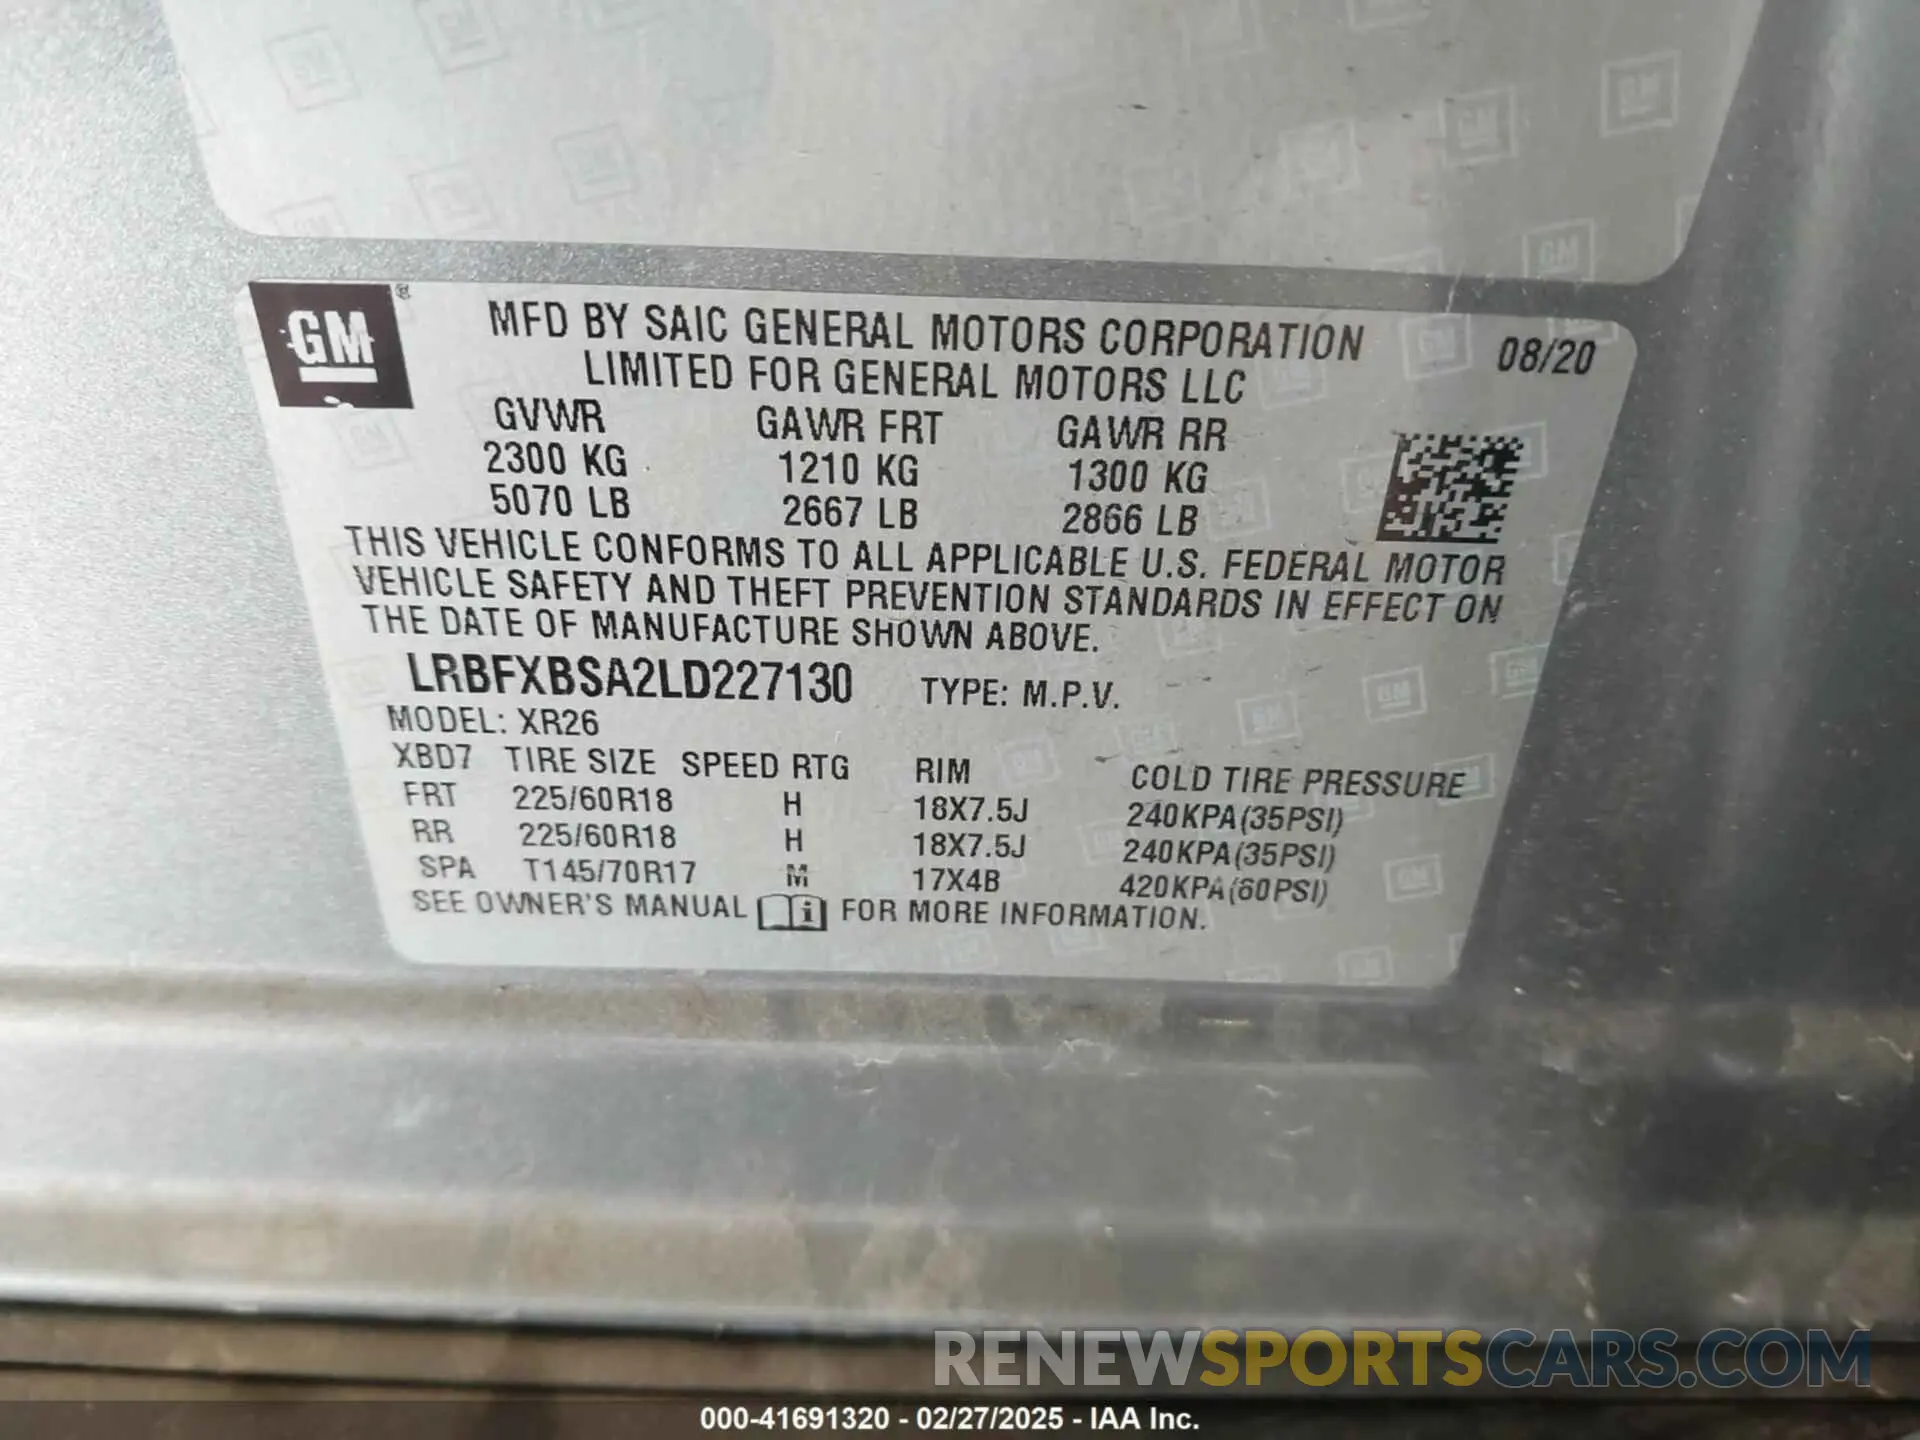 GM ®
MFD BY SAIC GENERAL MOTORS CORPORATION 08/20
LIMITED FOR GENERAL MOTORS LLC
GVWR GAWR FRT GAWR RR
2300 KG 1210 KG 1300 KG
5070 LB 2667 LB 2866 LB
THIS VEHICLE CONFORMS TO ALL APPLICABLE U.S. FEDERAL MOTOR
VEHICLE SAFETY AND THEFT PREVENTION STANDARDS IN EFFECT ON
THE DATE OF MANUFACTURE SHOWN ABOVE.
LRBFXBSA2LD227130 TYPE: M.P.V.
MODEL: XR26
XBD7 TIRE SIZE SPEED RTG RIM COLD TIRE PRESSURE
FRT 225/60R18 H 18X7.5J 240KPA(35PSI)
RR 225/60R18 H 18X7.5J 240KPA(35PSI)
SPA T145/70R17 M 17X4B 420KPA(60PSI)
SEE OWNER'S MANUAL i FOR MORE INFORMATION.
RENEWSPORTSCARS.COM
000-41691320 - 02/27/2025 - IAA Inc.